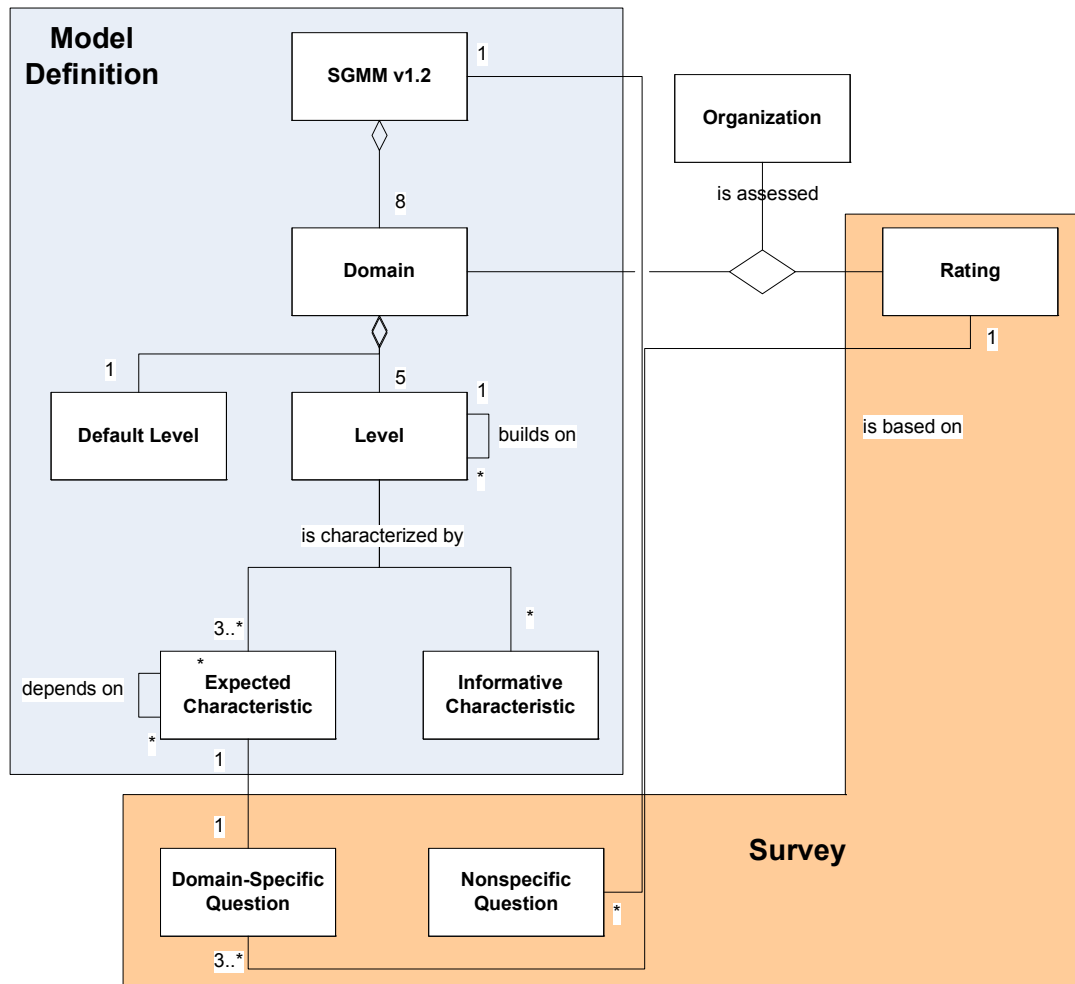 Model
Definition
SGMM v1.2
1
Organization
is assessed
8
Domain
Rating
1
1
5
1
Default Level
Level
builds on
*
is based on
is characterized by
3..*
*
depends on
*
Expected
Characteristic
Informative
Characteristic
*
1
1
Domain-Specific
Question
Nonspecific
Question
Survey
*
3..*